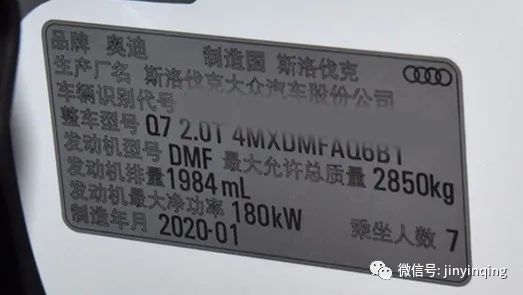 品牌 奥迪 制造国 斯洛伐克
生产厂名 斯洛伐克大众汽车股份公司
车辆识别代号
整车型号 Q7 2.0T 4MXDMFAQ6B1
发动机型号 DMF 最大允许总质量 2850kg
发动机排量 1984mL
发动机最大净功率 180kW 乘坐人数 7
制造年月 2020-01
微信号: jinyinqing